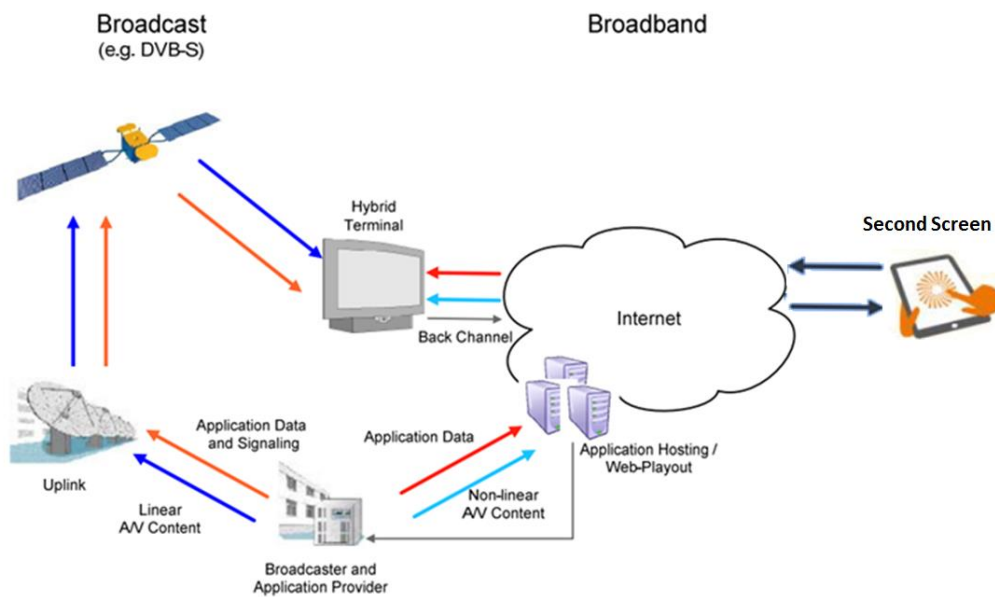 Broadcast
(e.g. DVB-S)
Broadband
Hybrid
Terminal
Second Screen
Internet
Back Channel
Application Data
and Signaling
Application Data
Application Hosting /
Web-Playout
Uplink
Linear
A/V Content
Non-linear
A/V Content
Broadcaster and
Application Provider